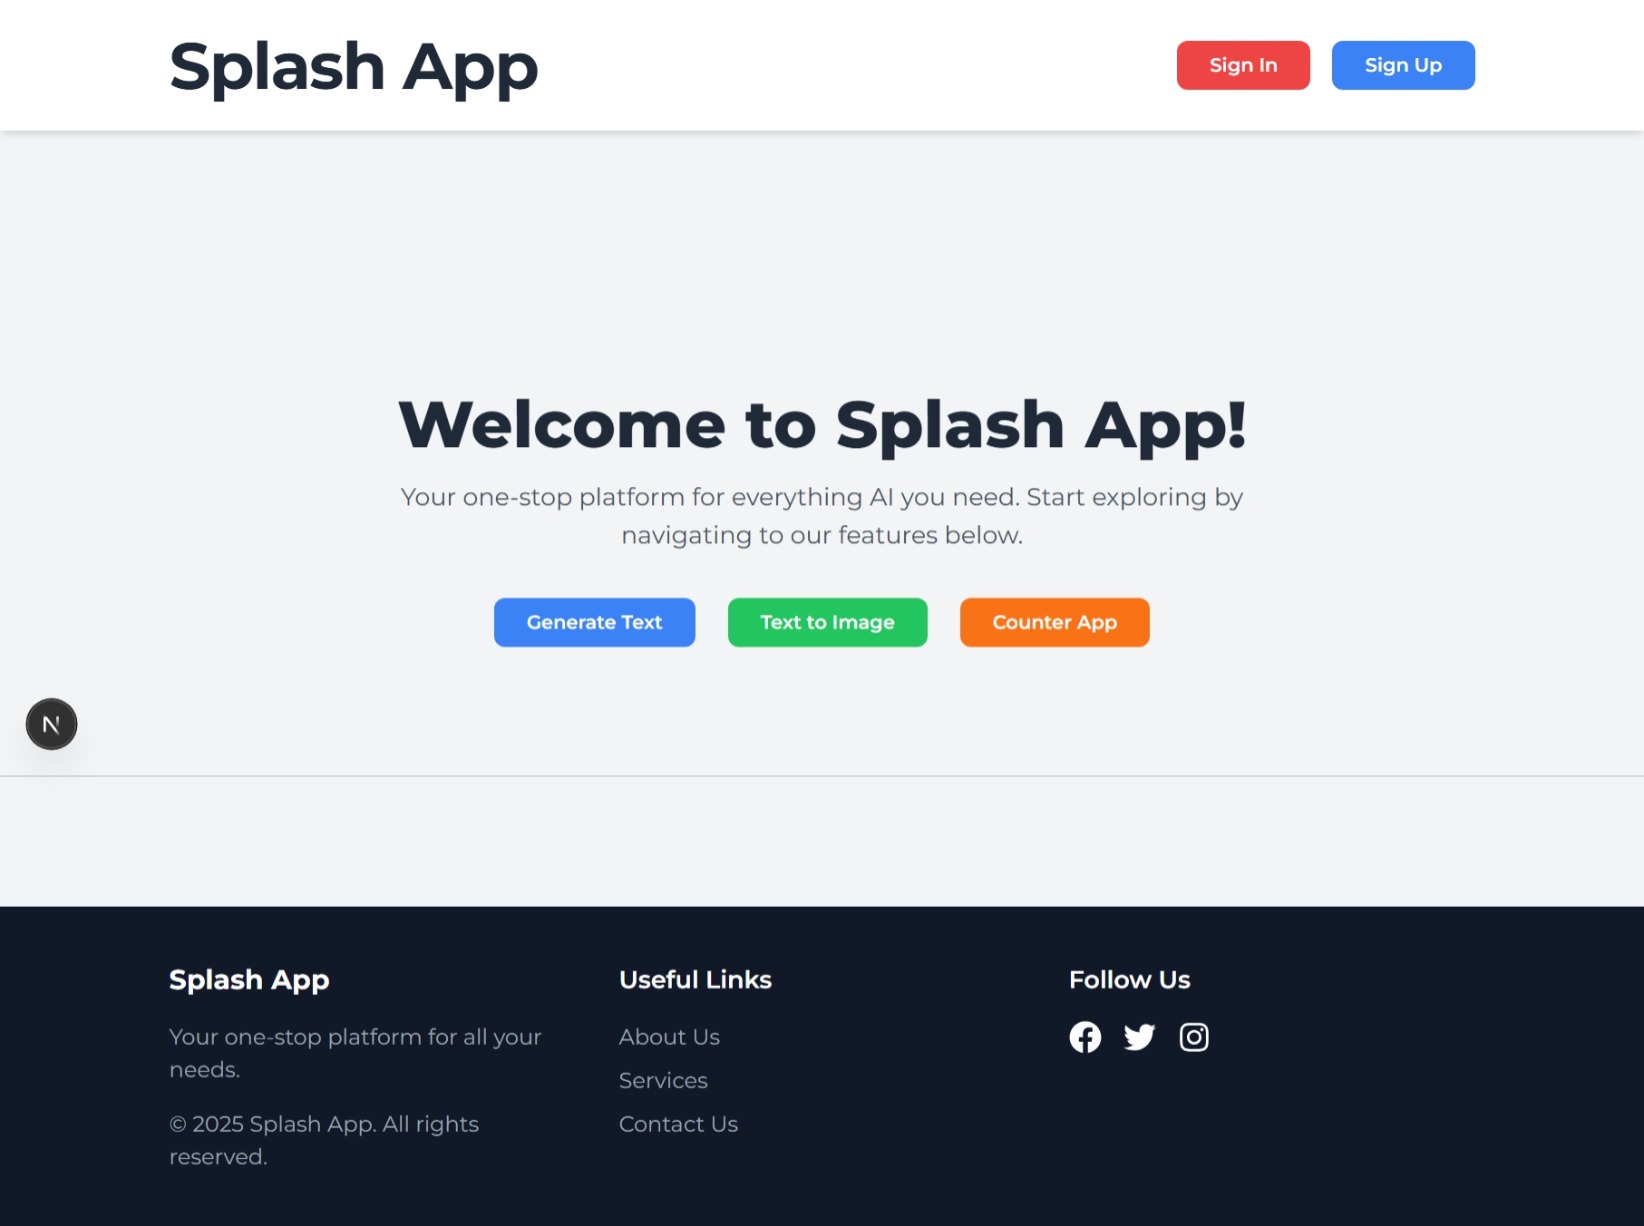 Splash App
Sign In
Sign Up
Welcome to Splash App!
Your one-stop platform for everything AI you need. Start exploring by
navigating to our features below.
Generate Text
Text to Image
Counter App
N
Splash App
Your one-stop platform for all your
needs.
© 2025 Splash App. All rights
reserved.
Useful Links
About Us
Services
Contact Us
Follow Us